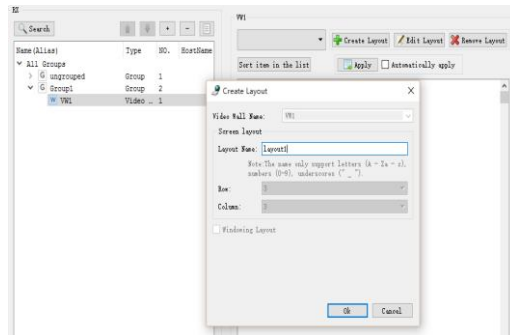 RX
Search
+ -
Name(Alias) Type NO. HostName
All Groups
G ungrouped Group 1
G Group1 Group 2
W VW1 Video … 1
VW1
Create Layout Edit Layout Remove Layout
Sort item in the list Apply Automatically apply
Create Layout X
Video Wall Name: VW1
Screen layout
Layout Name: layout1
Note:The name only support letters (A - Za - z),
numbers (0-9), underscores (" _ ").
Row: 3
Column: 3
Windowing Layout
Ok Cancel